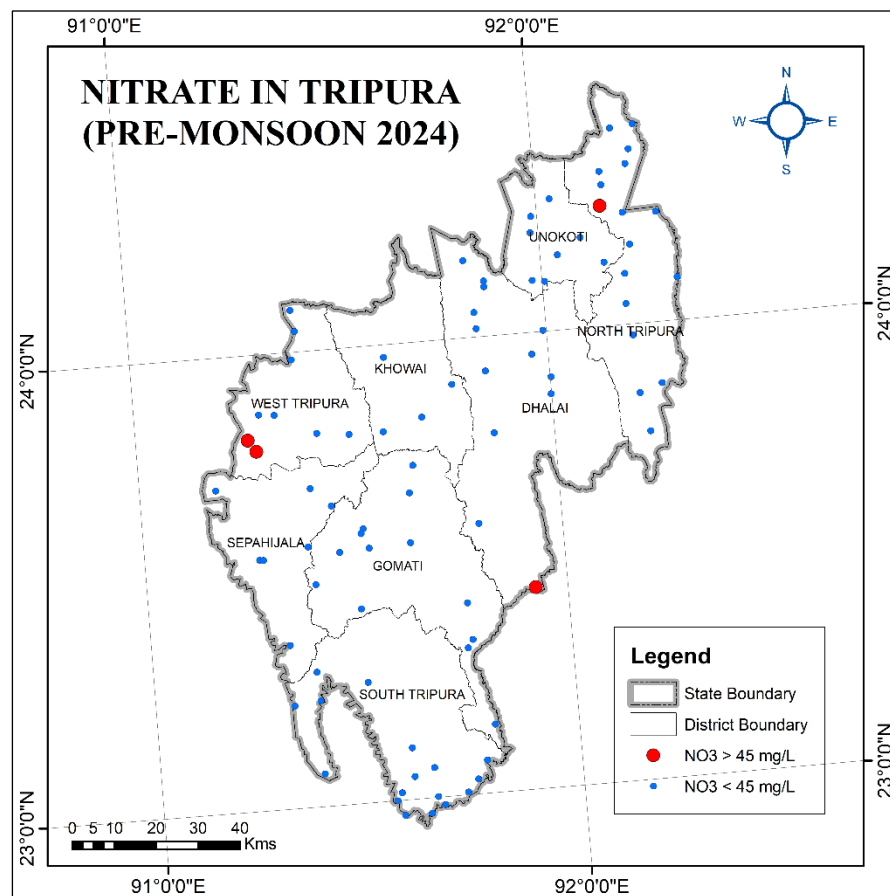 91°0'0"E
92°0'0"E
NITRATE IN TRIPURA
(PRE-MONSOON 2024)
N
W
E
S
UNOKOTI
24°0'0"N
NORTH TRIPURA
KHOWAI
24°0'0"N
WEST TRIPURA
DHALAI
SEPAHIJALA
GOMATI
SOUTH TRIPURA
Legend
State Boundary
District Boundary
NO3 > 45 mg/L
NO3 < 45 mg/L
23°0'0"N
23°0'0"N
0 5 10 20 30 40
Kms
91°0'0"E
92°0'0"E